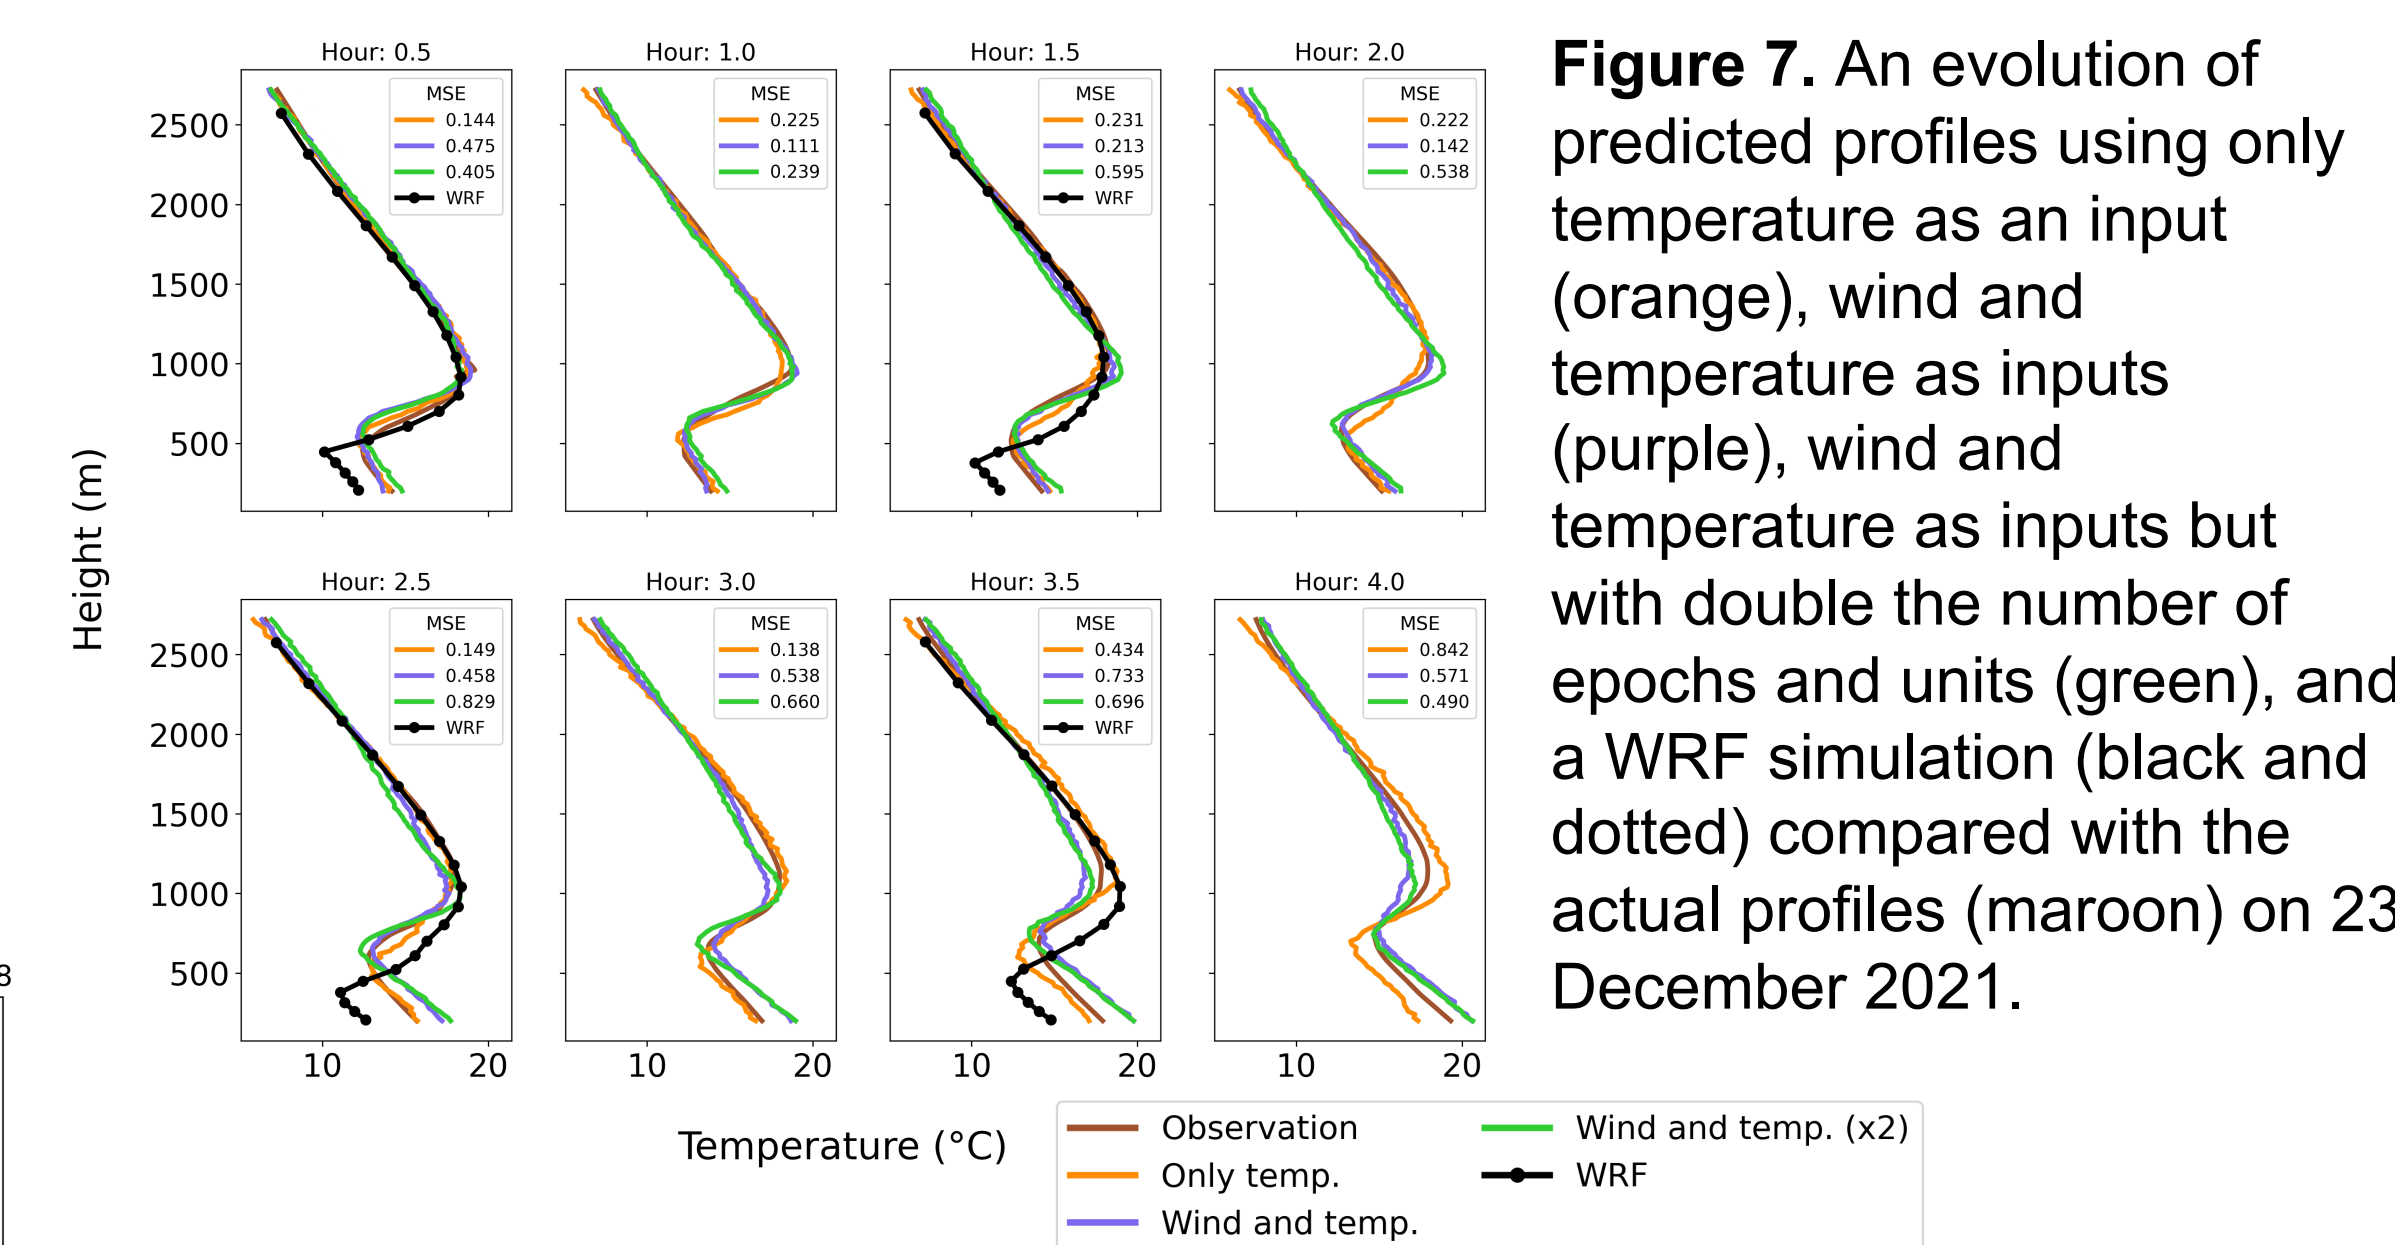 Hour: 0.5
MSE
0.144
0.475
0.405
WRF
Hour: 1.0
MSE
0.225
0.111
0.239
Hour: 1.5
MSE
0.231
0.213
0.595
WRF
Hour: 2.0
MSE
0.222
0.142
0.538
2500
2000
1500
1000
500
Height (m)
Hour: 2.5
MSE
0.149
0.458
0.829
WRF
Hour: 3.0
MSE
0.138
0.538
0.660
Hour: 3.5
MSE
0.434
0.733
0.696
WRF
Hour: 4.0
MSE
0.842
0.571
0.490
2500
2000
1500
1000
500
10 20
10 20
10 20
10 20
Temperature (°C)
Observation
Only temp.
Wind and temp.
Wind and temp. (x2)
WRF
8
Figure 7. An evolution of
predicted profiles using only
temperature as an input
(orange), wind and
temperature as inputs
(purple), wind and
temperature as inputs but
with double the number of
epochs and units (green), and
a WRF simulation (black and
dotted) compared with the
actual profiles (maroon) on 23
December 2021.